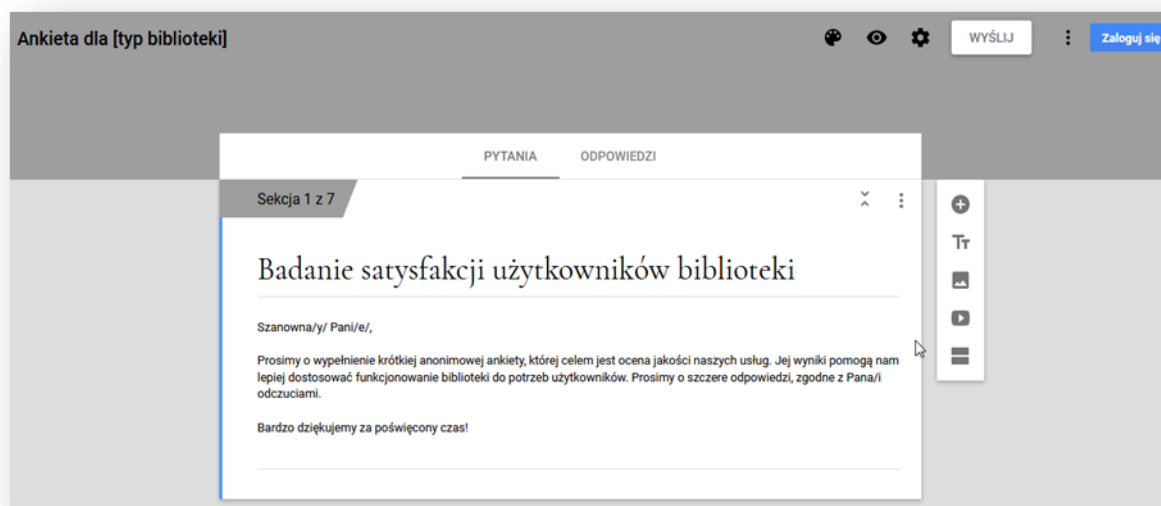 Ankieta dla [typ biblioteki]
WYŚLIJ
Zaloguj się
PYTANIA
ODPOWIEDZI
Sekcja 1 z 7
Badanie satysfakcji użytkowników biblioteki
Szanowna/y/ Pani/e/,
Prosimy o wypełnienie krótkiej anonimowej ankiety, której celem jest ocena jakości naszych usług. Jej wyniki pomogą nam
lepiej dostosować funkcjonowanie biblioteki do potrzeb użytkowników. Prosimy o szczere odpowiedzi, zgodne z Pana/i
odczuciami.
Bardzo dziękujemy za poświęcony czas!
Tт